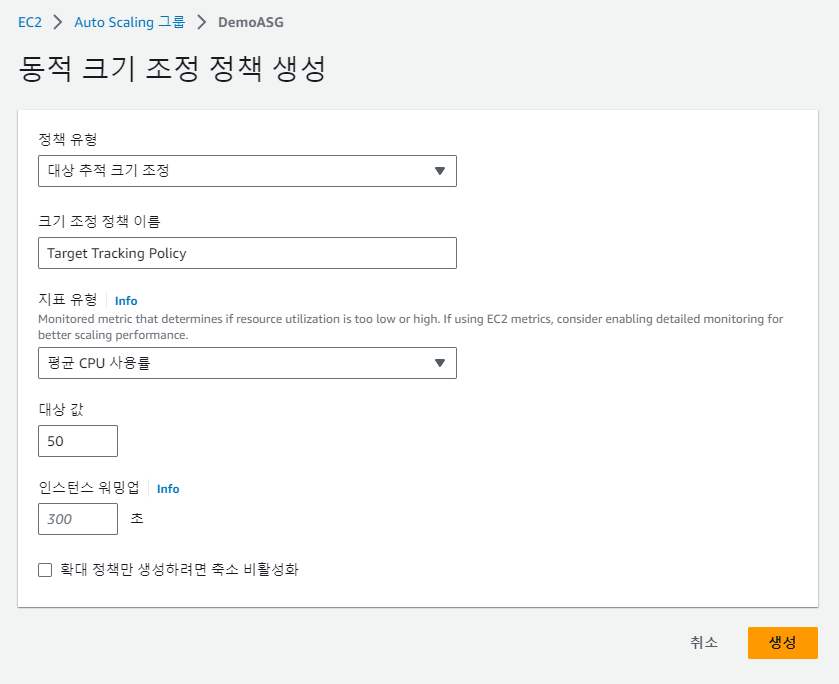 EC2 > Auto Scaling 그룹 > DemoASG
동적 크기 조정 정책 생성
정책 유형
대상 추적 크기 조정
크기 조정 정책 이름
Target Tracking Policy
지표 유형 Info
Monitored metric that determines if resource utilization is too low or high. If using EC2 metrics, consider enabling detailed monitoring for
better scaling performance.
평균 CPU 사용률
대상 값
50
인스턴스 워밍업 Info
300 초
확대 정책만 생성하려면 축소 비활성화
취소 생성